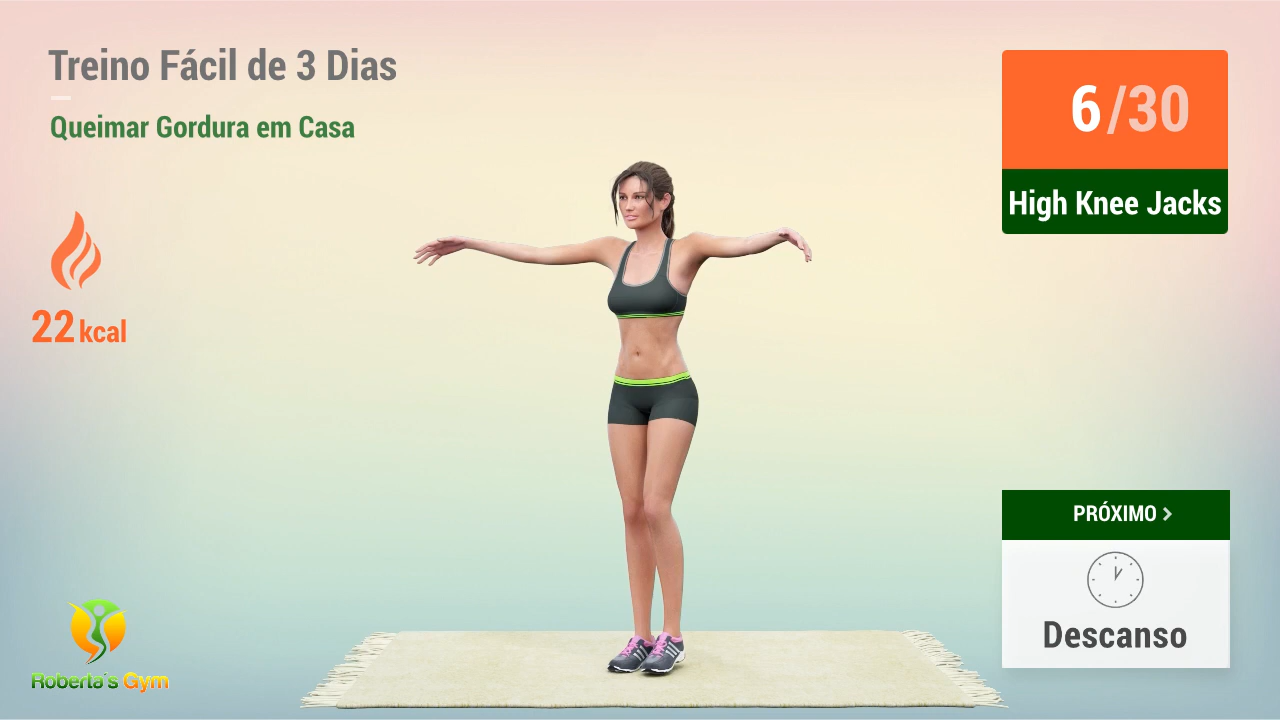 Treino Fácil de 3 Dias
Queimar Gordura em Casa
6/30
High Knee Jacks
22 kcal
PRÓXIMO >
Descanso
Roberta's Gym